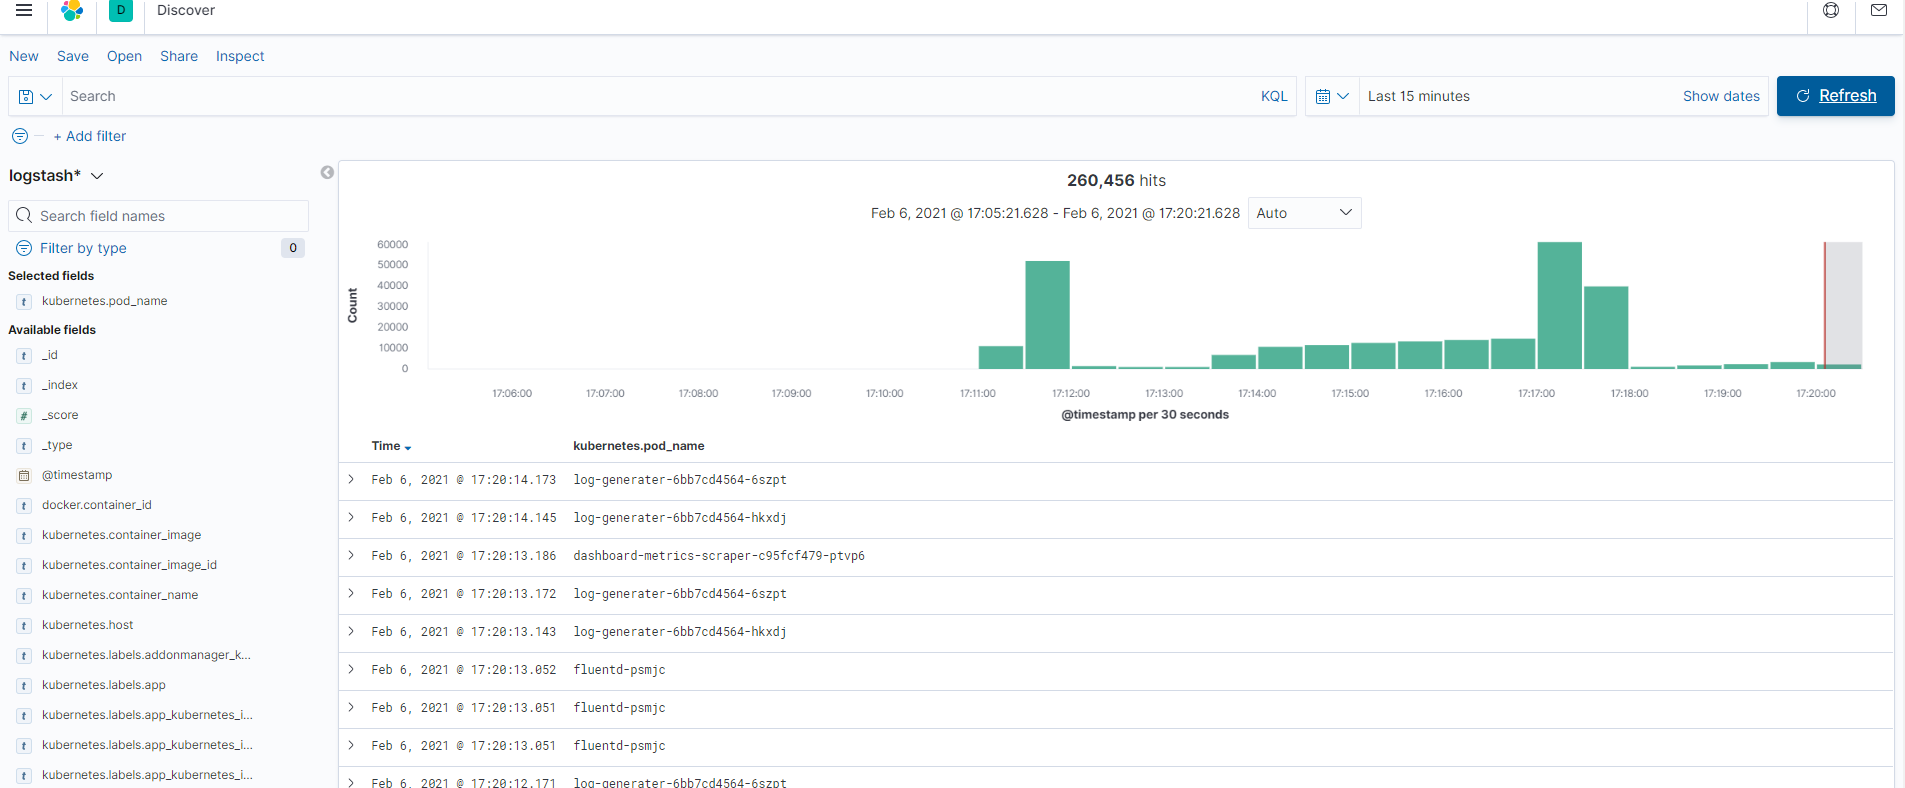 D Discover
New Save Open Share Inspect
Search KQL Last 15 minutes Show dates Refresh
+ Add filter
logstash*
Search field names
Filter by type 0
Selected fields
t kubernetes.pod_name
Available fields
t _id
t _index
# _score
t _type
@timestamp
t docker.container_id
t kubernetes.container_image
t kubernetes.container_image_id
t kubernetes.container_name
t kubernetes.host
t kubernetes.labels.addonmanager_k...
t kubernetes.labels.app
t kubernetes.labels.app_kubernetes_i...
t kubernetes.labels.app_kubernetes_i...
t kubernetes.labels.app_kubernetes_i...
260,456 hits
Feb 6, 2021 @ 17:05:21.628 - Feb 6, 2021 @ 17:20:21.628 Auto
Count
60000
50000
40000
30000
20000
10000
0
17:06:00 17:07:00 17:08:00 17:09:00 17:10:00 17:11:00 17:12:00 17:13:00 17:14:00 17:15:00 17:16:00 17:17:00 17:18:00 17:19:00 17:20:00
@timestamp per 30 seconds
Time kubernetes.pod_name
Feb 6, 2021 @ 17:20:14.173 log-generater-6bb7cd4564-6szpt
Feb 6, 2021 @ 17:20:14.145 log-generater-6bb7cd4564-hkxdj
Feb 6, 2021 @ 17:20:13.186 dashboard-metrics-scraper-c95fcf479-ptvp6
Feb 6, 2021 @ 17:20:13.172 log-generater-6bb7cd4564-6szpt
Feb 6, 2021 @ 17:20:13.143 log-generater-6bb7cd4564-hkxdj
Feb 6, 2021 @ 17:20:13.052 fluentd-psmjc
Feb 6, 2021 @ 17:20:13.051 fluentd-psmjc
Feb 6, 2021 @ 17:20:13.051 fluentd-psmjc
Feb 6, 2021 @ 17:20:12.171 log-generater-6bb7cd4564-6szpt